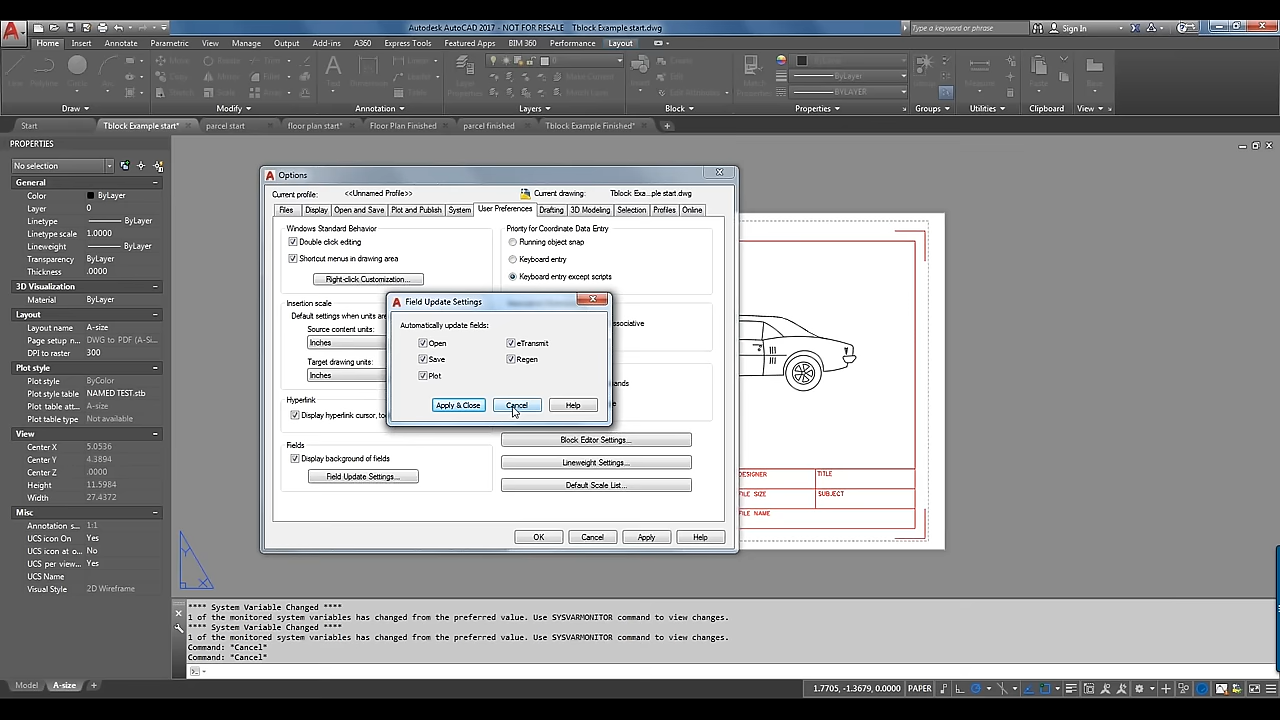 Autodesk AutoCAD 2017 - NOT FOR RESALE Tblock Example start.dwg
Type a keyword or phrase
Sign In
Home Insert Annotate Parametric View Manage Output Add-ins A360 Express Tools Featured Apps BIM 360 Performance Layout
Draw Modify Annotation Layers Block Properties Groups Utilities Clipboard View
Start Tblock Example start* parcel start floor plan start* Floor Plan Finished parcel finished Tblock Example Finished*
PROPERTIES
No selection
General
Color ByLayer
Layer 0
Linetype ByLayer
Linetype scale 1.0000
Lineweight ByLayer
Transparency ByLayer
Thickness .0000
3D Visualization
Material ByLayer
Layout
Layout name A-size
Page setup n... DWG to PDF (A-Si...
DPI to raster 300
Plot style
Plot style ByColor
Plot style table NAMED TEST.stb
Plot table att... A-size
Plot table type Not available
View
Center X 5.0536
Center Y 4.3894
Center Z .0000
Height 11.5984
Width 27.4372
Misc
Annotation s... 1:1
UCS icon On Yes
UCS icon at o... No
UCS per view... Yes
UCS Name
Visual Style 2D Wireframe
Options
Current profile: <<Unnamed Profile>> Current drawing: Tblock Exa...ple start.dwg
Files Display Open and Save Plot and Publish System User Preferences Drafting 3D Modeling Selection Profiles Online
Windows Standard Behavior
Double click editing
Shortcut menus in drawing area
Right-click Customization...
Insertion scale
Default settings when units are
Source content units:
Inches
Target drawing units:
Inches
Hyperlink
Display hyperlink cursor, too
Fields
Display background of fields
Field Update Settings...
Priority for Coordinate Data Entry
Running object snap
Keyboard entry
Keyboard entry except scripts
ssociative
Block Editor Settings...
Lineweight Settings...
Default Scale List...
OK Cancel Apply Help
Field Update Settings
Automatically update fields:
Open eTransmit
Save Regen
Plot
Apply & Close Cancel Help
DESIGNER TITLE
FILE SIZE SUBJECT
FILE NAME
**** System Variable Changed ****
1 of the monitored system variables has changed from the preferred value. Use SYSVARMONITOR command to view changes.
**** System Variable Changed ****
1 of the monitored system variables has changed from the preferred value. Use SYSVARMONITOR command to view changes.
Command: *Cancel*
Command: *Cancel*
Model A-size
1.7705, -1.3679, 0.0000 PAPER